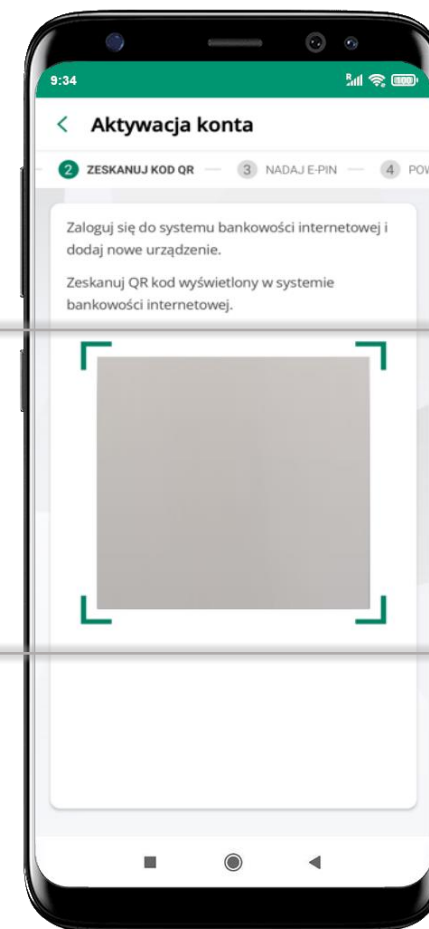 9:34
Aktywacja konta
2 ZESKANUJ KOD QR 3 NADAJ E-PIN 4 POW
Zaloguj się do systemu bankowości internetowej i
dodaj nowe urządzenie.
Zeskanuj QR kod wyświetlony w systemie
bankowości internetowej.